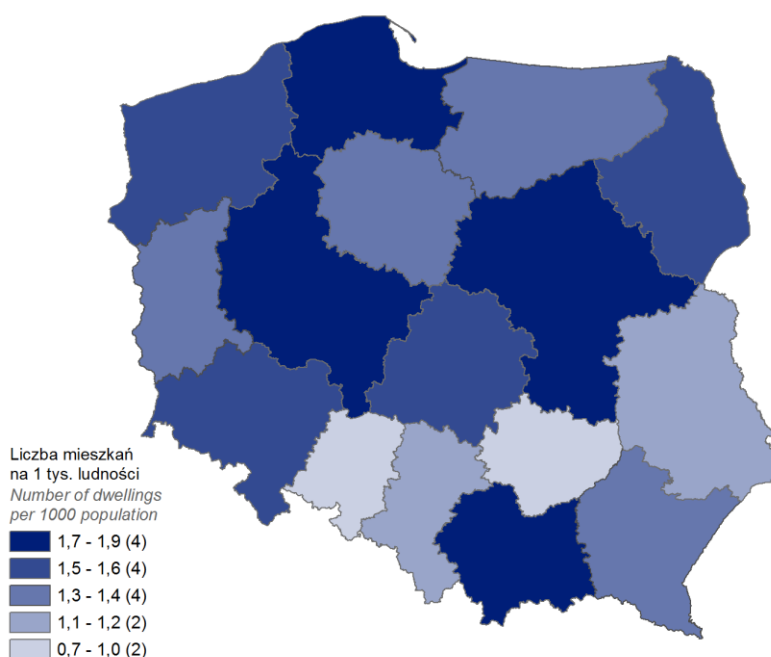 Liczba mieszkań
na 1 tys. ludności
Number of dwellings
per 1000 population
1,7 - 1,9 (4)
1,5 - 1,6 (4)
1,3 - 1,4 (4)
1,1 - 1,2 (2)
0,7 - 1,0 (2)